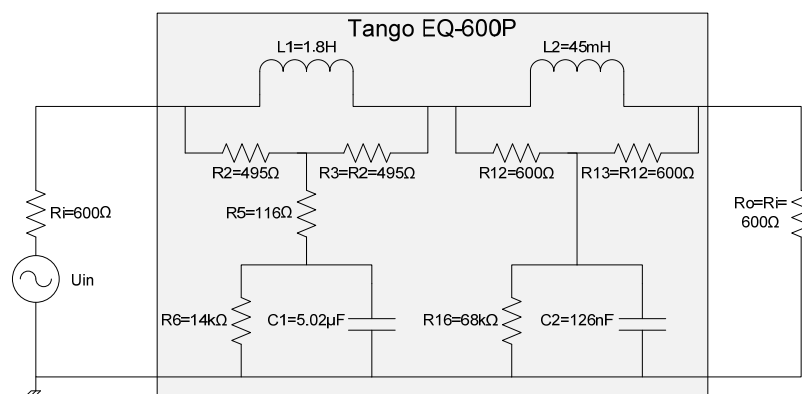 Tango EQ-600P
L1=1.8H
L2=45mH
R2=495Ω
R3=R2=495Ω
R12=600Ω
R13=R12=600Ω
Ri=600Ω
R5=116Ω
Ro=Ri=
600Ω
Uin
R6=14kΩ
C1=5.02µF
R16=68kΩ
C2=126nF